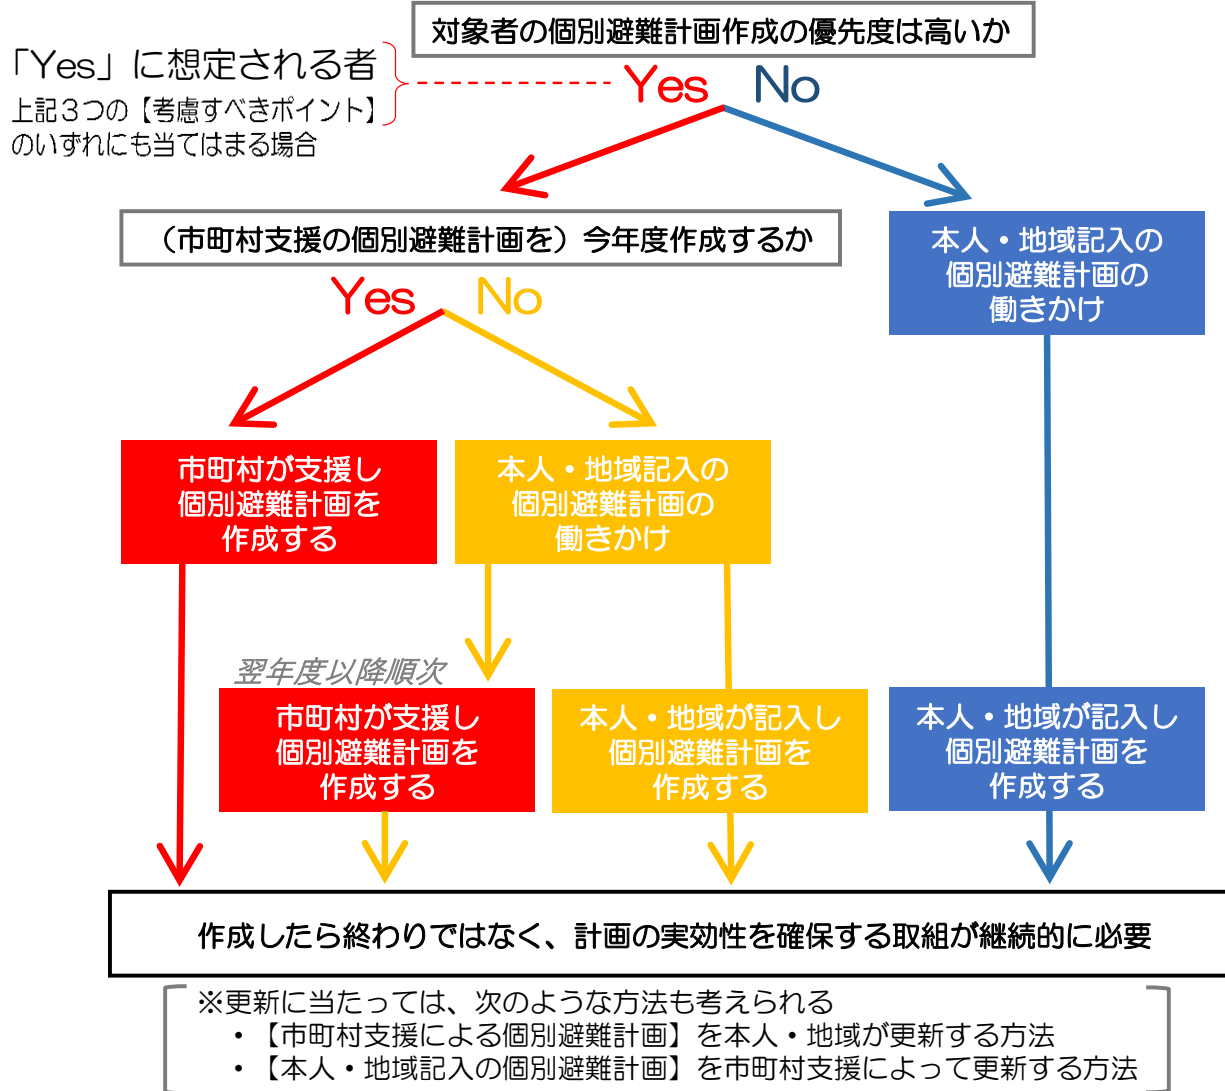 対象者の個別避難計画作成の優先度は高いか
「Yes」に想定される者
上記３つの【考慮すべきポイント】
のいずれにも当てはまる場合
Yes No
（市町村支援の個別避難計画を）今年度作成するか
本人・地域記入の
個別避難計画の
働きかけ
Yes No
市町村が支援し
個別避難計画を
作成する
本人・地域記入の
個別避難計画の
働きかけ
翌年度以降順次
市町村が支援し
個別避難計画を
作成する
本人・地域が記入し
個別避難計画を
作成する
本人・地域が記入し
個別避難計画を
作成する
作成したら終わりではなく、計画の実効性を確保する取組が継続的に必要
※更新に当たっては、次のような方法も考えられる
・【市町村支援による個別避難計画】を本人・地域が更新する方法
・【本人・地域記入の個別避難計画】を市町村支援によって更新する方法